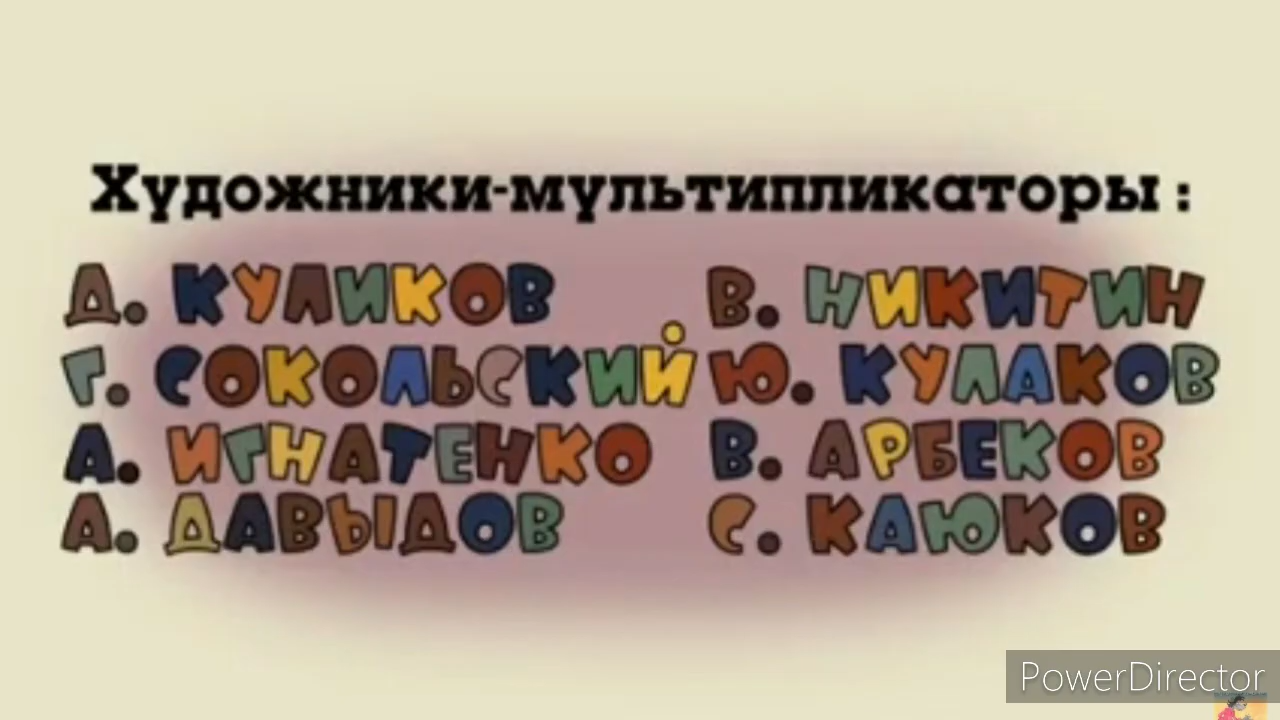 Художники-мультипликаторы :
Д. КУЛИКОВ
Г. СОКОЛЬСКИЙ
А. ИГНАТЕНКО
А. ДАВЫДОВ
В. НИКИТИН
Ю. КУЛАКОВ
В. АРБЕКОВ
С. КАЮКОВ
PowerDirector